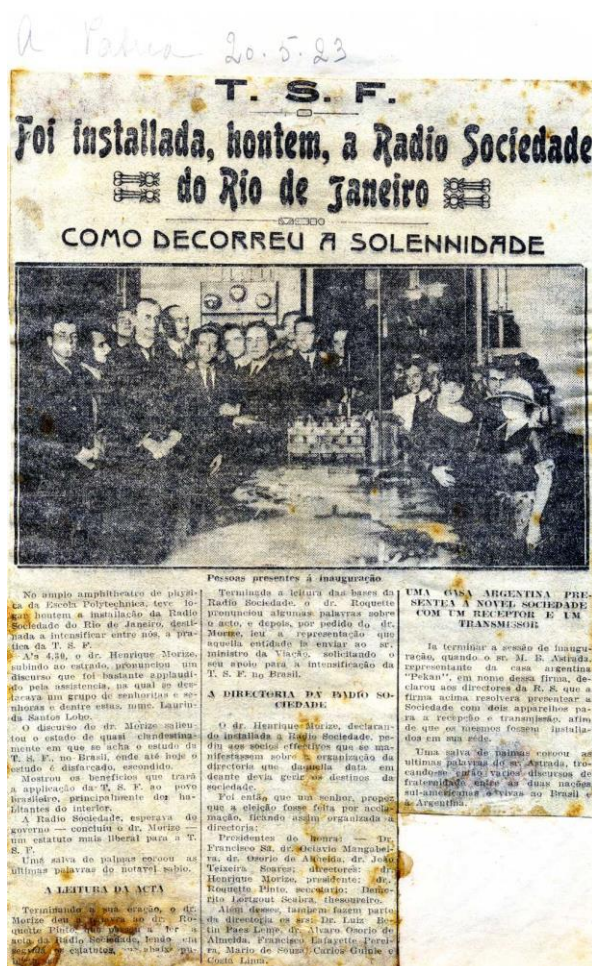 A Patria 20.5.23
T. S. F.
Foi installada, hontem, a Radio Sociedade
do Rio de Janeiro
COMO DECORREU A SOLENNIDADE
Pessoas presentes á inauguração
No amplo amphitheatro de physi-
ca da Escola Polytechnica, teve lo-
gar hontem a installação da Radio
Sociedade do Rio de Janeiro, desti-
nada a intensificar entre nós, a pra-
tica da T. S. F.
A's 4,30, o dr. Henrique Morize,
subindo ao estrado, pronunciou um
discurso que foi bastante applaudi-
do pela assistencia, na qual se des-
tacava um grupo de senhoritas e se-
nhoras e dentre estas, mme. Laurin-
da Santos Lobo.
O discurso do dr. Morize salien-
tou o estado de quasi clandestina-
mente em que se acha o estudo da
T. S. F., no Brasil, onde até hoje o
estudo é disfarcado, escondido.
Mostrou os beneficios que trará
a applicação da T. S. F. ao povo
brasileiro, principalmente dos ha-
bitantes do interior.
A Radio Sociedade, esperava do
governo — concluiu o dr. Morize —
um estatuto mais liberal para a T.
S. F.
Uma salva de palmas coroou as
ultimas palavras do notavel sabio.
A LEITURA DA ACTA
Terminando a sua oração, o dr.
Morize deu a palavra ao dr. Ro-
quette Pinto que passou a ler a
acta da Radio Sociedade, lendo em
os estatutos,
Terminada a leitura das bases da
Radio Sociedade, o dr. Roquette
pronunciou algumas palavras sobre
o acto, e depois, por pedido do dr.
Morize, leu a representação que
aquella entidade ia enviar ao sr.
ministro da Viação, solicitando o
seu apoio para a intensificação da
T. S. F. no Brasil.
A DIRECTORIA DA RADIO SO-
CIEDADE
O dr. Henrique Morize, declaran-
do installada a Radio Sociedade, pe-
diu aos socios effectivos que se ma-
nifestassem sobre a organização da
directoria que daquella data em
deante devia gerir os destinos da
sociedade.
Foi então que um senhor, propoz
que a eleição fosse feita por accla-
mação, ficando assim organizada a
directoria:
Presidentes de honra: — Dr.
Francisco Sá, dr. Octavio Mangabei-
ra, dr. Osorio de Almeida, dr. João
Teixeira Soares; directores: dr.
Henrique Morize, presidente; dr.
Roquette Pinto, secretario; Demo-
rito Seabra, thesoureiro.
Além desses, tambem fazem parte
da directoria os srs: Dr. Luiz Be-
tin Paes Leme, dr. Alvaro Osorio de
Almeida, Francisco Lafayette Perei-
ra, Mario de Souza, Carlos Guinle e
Costa Lima.
UMA CASA ARGENTINA PRE-
SENTEA A NOVEL SOCIEDADE
COM UM RECEPTOR E UM
TRANSMISSOR
Ia terminar a sessão de inaugu-
ração, quando o sr. M. B. Astrada,
representante da casa argentina
"Pekan", em nome dessa firma, de-
clarou aos directores da R. S. que a
firma acima resolvera presentear a
Sociedade com dois apparelhos pa-
ra a recepção e transmissão, afim
de que os mesmos fossem installa-
dos em sua séde.
Uma salva de palmas coroou as
ultimas palavras do sr. Astrada, tro-
cando-se então varios discursos de
fraternidade entre as duas nações
sul-americanas e vivas ao Brasil e
á Argentina.